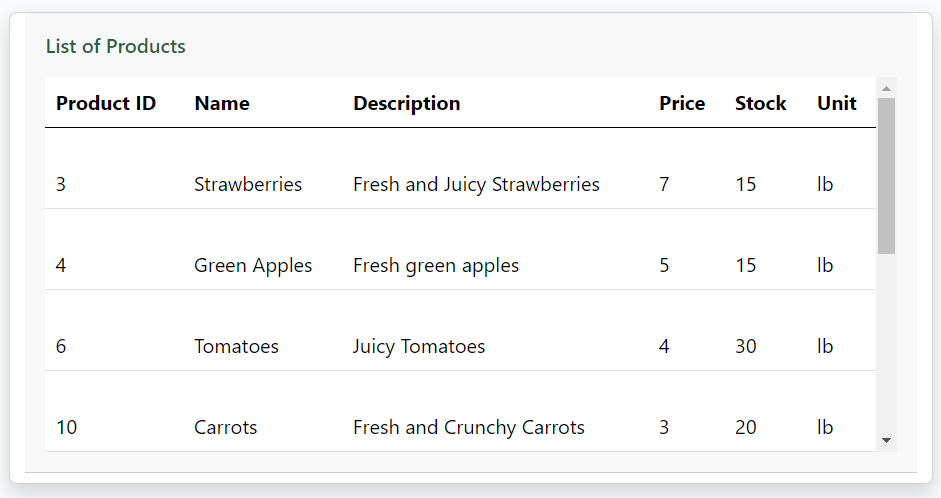 List of Products
Product ID Name Description Price Stock Unit
3 Strawberries Fresh and Juicy Strawberries 7 15 lb
4 Green Apples Fresh green apples 5 15 lb
6 Tomatoes Juicy Tomatoes 4 30 lb
10 Carrots Fresh and Crunchy Carrots 3 20 lb